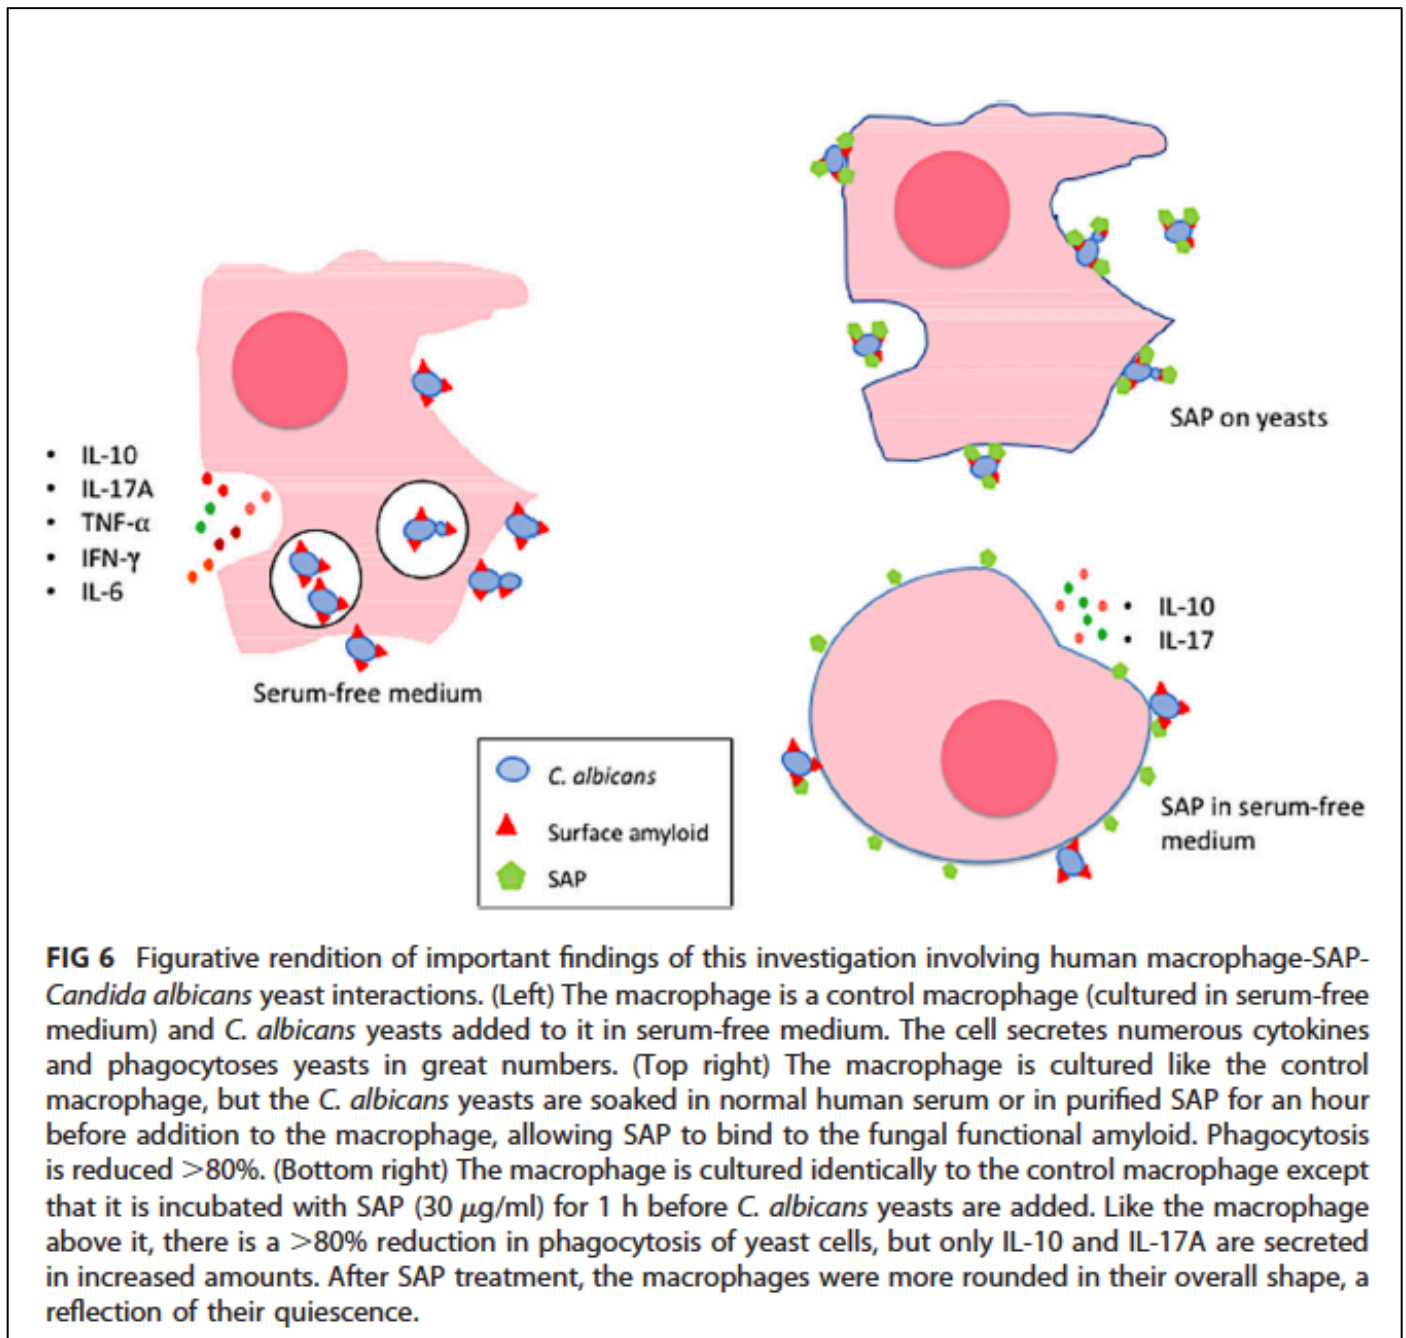 SAP on yeasts
• IL-10
• IL-17A
• TNF-α
• IFN-γ
• IL-6
Serum-free medium
• IL-10
• IL-17
SAP in serum-free
medium
C. albicans
Surface amyloid
SAP
FIG 6 Figurative rendition of important findings of this investigation involving human macrophage-SAP-
Candida albicans yeast interactions. (Left) The macrophage is a control macrophage (cultured in serum-free
medium) and C. albicans yeasts added to it in serum-free medium. The cell secretes numerous cytokines
and phagocytoses yeasts in great numbers. (Top right) The macrophage is cultured like the control
macrophage, but the C. albicans yeasts are soaked in normal human serum or in purified SAP for an hour
before addition to the macrophage, allowing SAP to bind to the fungal functional amyloid. Phagocytosis
is reduced >80%. (Bottom right) The macrophage is cultured identically to the control macrophage except
that it is incubated with SAP (30 μg/ml) for 1 h before C. albicans yeasts are added. Like the macrophage
above it, there is a >80% reduction in phagocytosis of yeast cells, but only IL-10 and IL-17A are secreted
in increased amounts. After SAP treatment, the macrophages were more rounded in their overall shape, a
reflection of their quiescence.